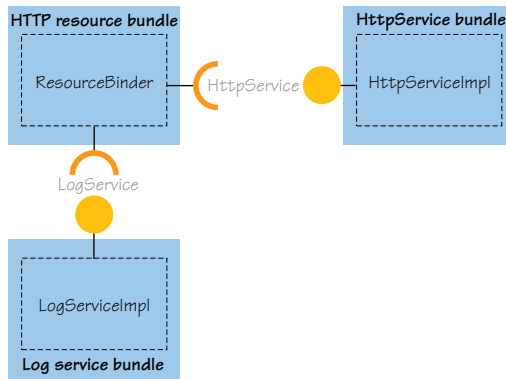 HTTP resource bundle
HttpService bundle
ResourceBinder
HttpService
HttpServiceImpl
LogService
LogServiceImpl
Log service bundle